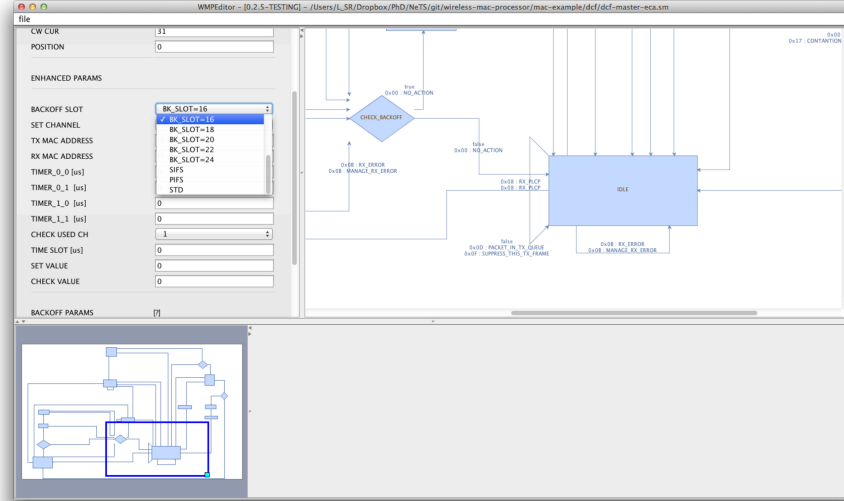 WMPEditor – [0.2.5-TESTING] – /Users/L_SR/Dropbox/PhD/NeTS/git/wireless-mac-processor/mac-example/dcf/dcf-master-eca.sm
file
CW CUR 31
POSITION 0
ENHANCED PARAMS
BACKOFF SLOT BK_SLOT=16
✓ BK_SLOT=16
BK_SLOT=18
BK_SLOT=20
BK_SLOT=22
BK_SLOT=24
SIFS
PIFS
STD
SET CHANNEL
TX MAC ADDRESS
RX MAC ADDRESS
TIMER_0_0 [us]
TIMER_0_1 [us]
TIMER_1_0 [us] 0
TIMER_1_1 [us] 0
CHECK USED CH 1
TIME SLOT [us] 0
SET VALUE 0
CHECK VALUE 0
BACKOFF PARAMS [?]
0x00
0x17 : CONTANTION
true
0x00 : NO_ACTION
CHECK_BACKOFF
false
0x00 : NO_ACTION
0x0B : RX_ERROR
0x0B : MANAGE_RX_ERROR
0x08 : RX_PLCP
0x08 : RX_PLCP
IDLE
false
0x0D : PACKET_IN_TX_QUEUE
0x0F : SUPPRESS_THIS_TX_FRAME
0x0B : RX_ERROR
0x0B : MANAGE_RX_ERROR